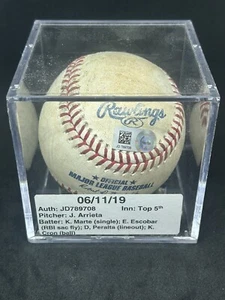 Rawlings
R
OFFICIAL
MAJOR LEAGUE BASEBALL
06/11/19
Auth: JD789708 Inn: Top 5th
Pitcher: J. Arrieta
Batter: K. Marte (single); E. Escobar
(RBI sac fly); D. Peralta (lineout); K.
Cron (ball)